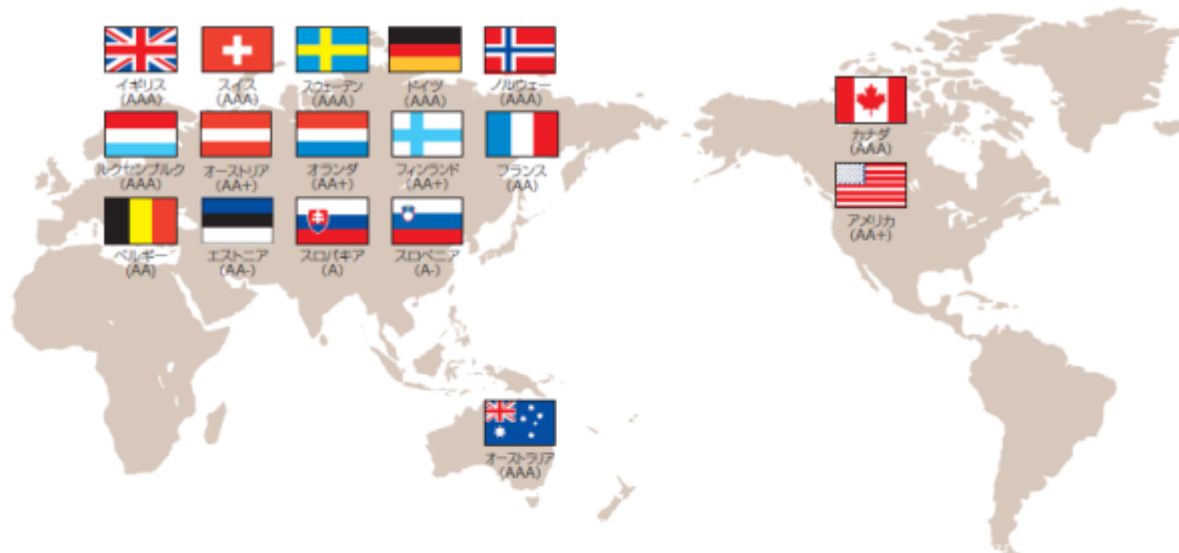 イギリス
(AAA)
スイス
(AAA)
スウェーデン
(AAA)
ドイツ
(AAA)
ノルウェー
(AAA)
ルクセンブルク
(AAA)
オーストリア
(AA+)
オランダ
(AA+)
フィンランド
(AA+)
フランス
(AA)
ベルギー
(AA)
エストニア
(AA-)
スロバキア
(A)
スロベニア
(A-)
カナダ
(AAA)
アメリカ
(AA+)
オーストラリア
(AAA)